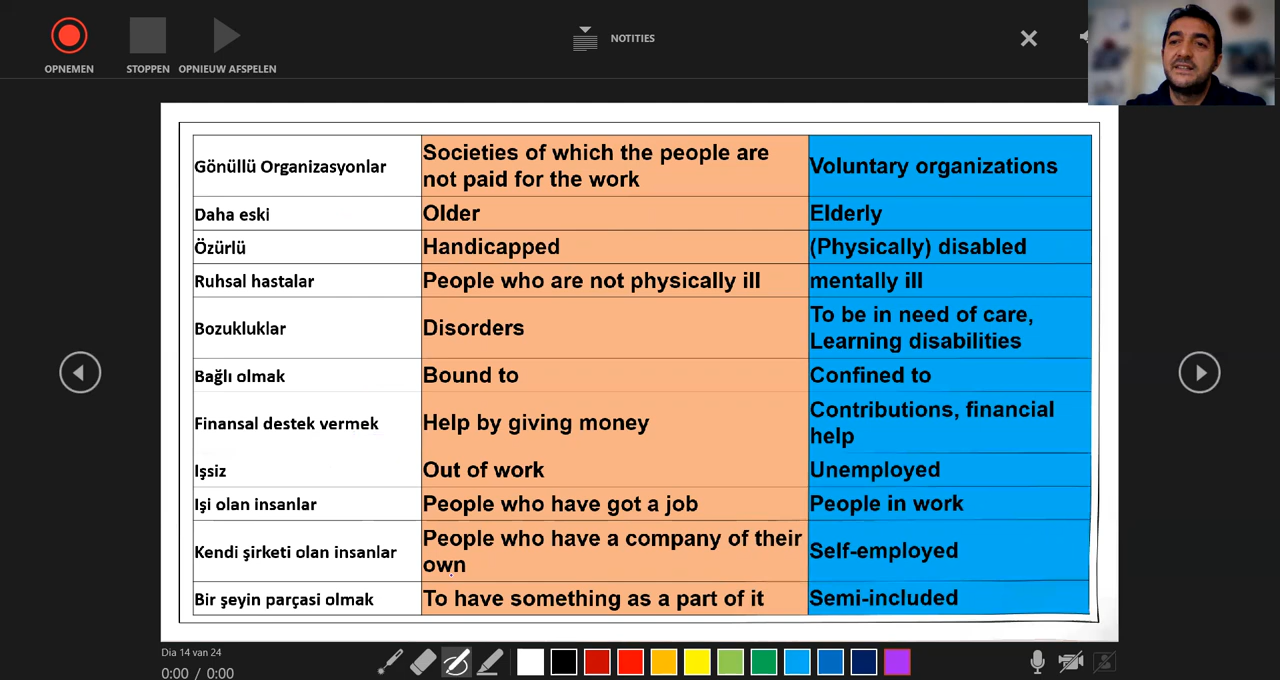 OPNEMEN
STOPPEN
OPNIEUW AFSPELEN
NOTITIES
Gönüllü Organizasyonlar
Societies of which the people are
not paid for the work
Voluntary organizations
Daha eski
Older
Elderly
Özürlü
Handicapped
(Physically) disabled
Ruhsal hastalar
People who are not physically ill
mentally ill
Bozukluklar
Disorders
To be in need of care,
Learning disabilities
Bağlı olmak
Bound to
Confined to
Finansal destek vermek
Help by giving money
Contributions, financial
help
Işsiz
Out of work
Unemployed
Işi olan insanlar
People who have got a job
People in work
Kendi şirketi olan insanlar
People who have a company of their
own
Self-employed
Bir şeyin parçasi olmak
To have something as a part of it
Semi-included
Dia 14 van 24
0:00 / 0:00